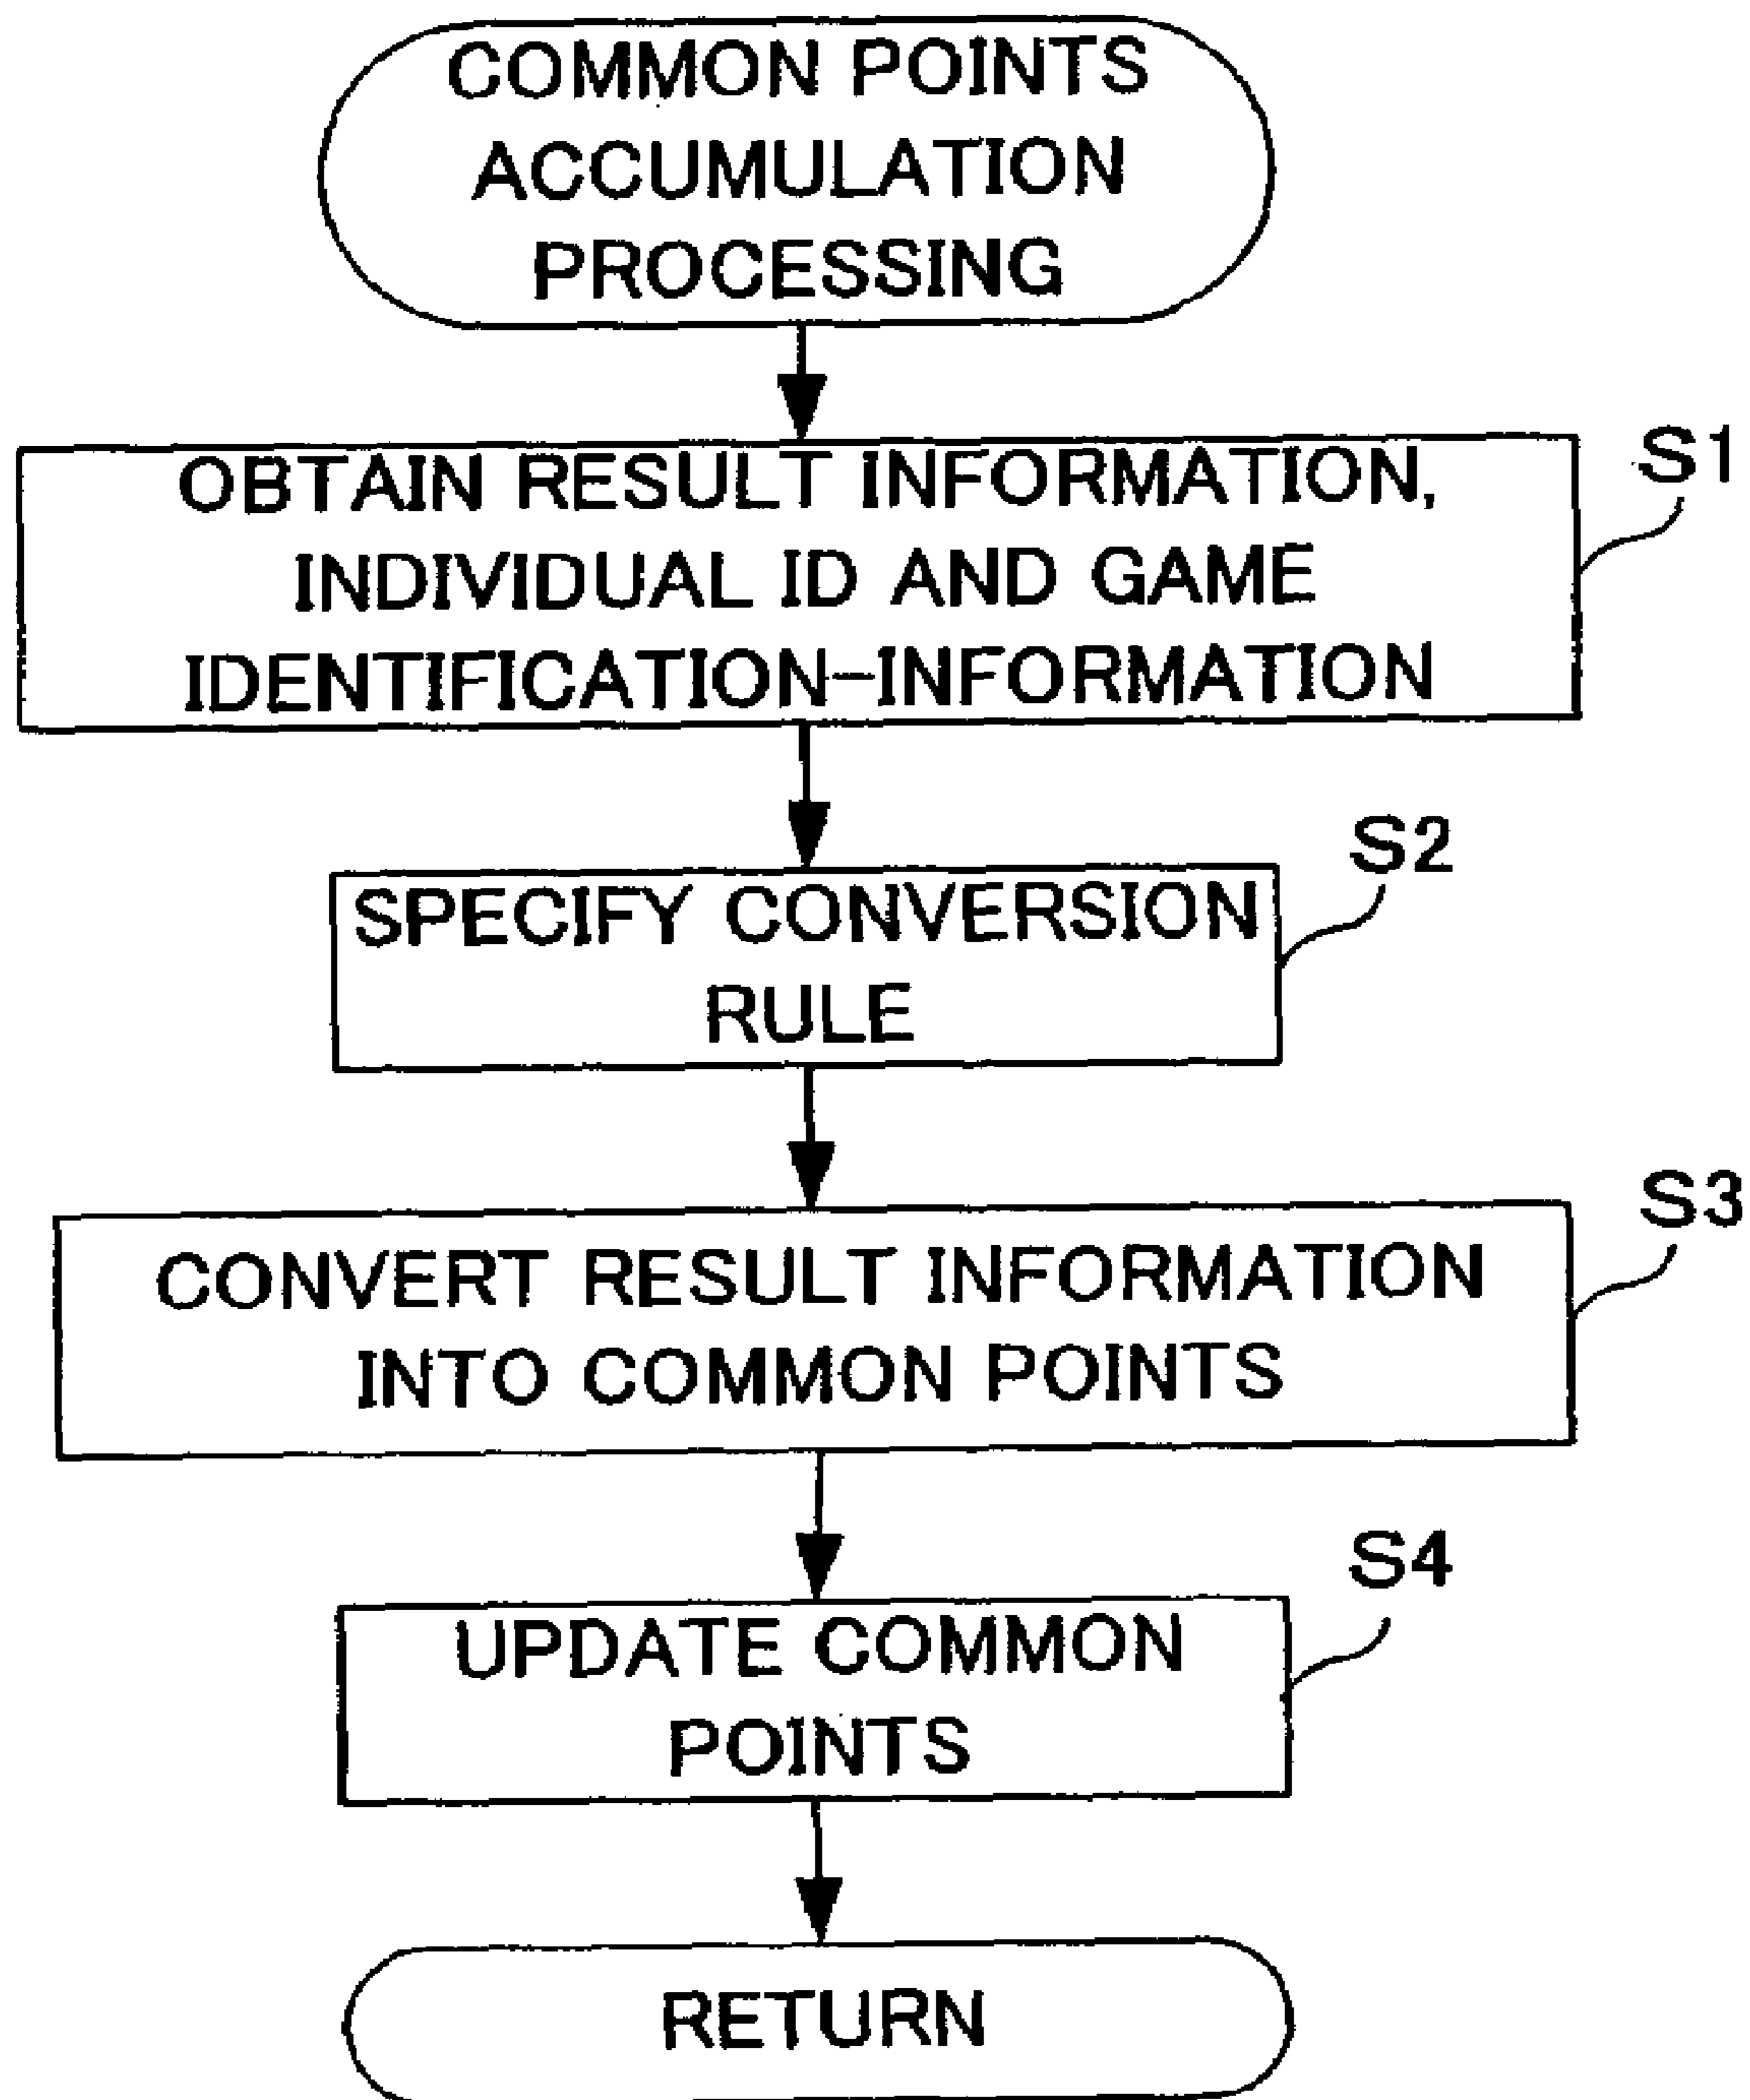 COMMON POINTS
ACCUMULATION
PROCESSING
S1
OBTAIN RESULT INFORMATION,
INDIVIDUAL ID AND GAME
IDENTIFICATION-INFORMATION
S2
SPECIFY CONVERSION
RULE
S3
CONVERT RESULT INFORMATION
INTO COMMON POINTS
S4
UPDATE COMMON
POINTS
RETURN